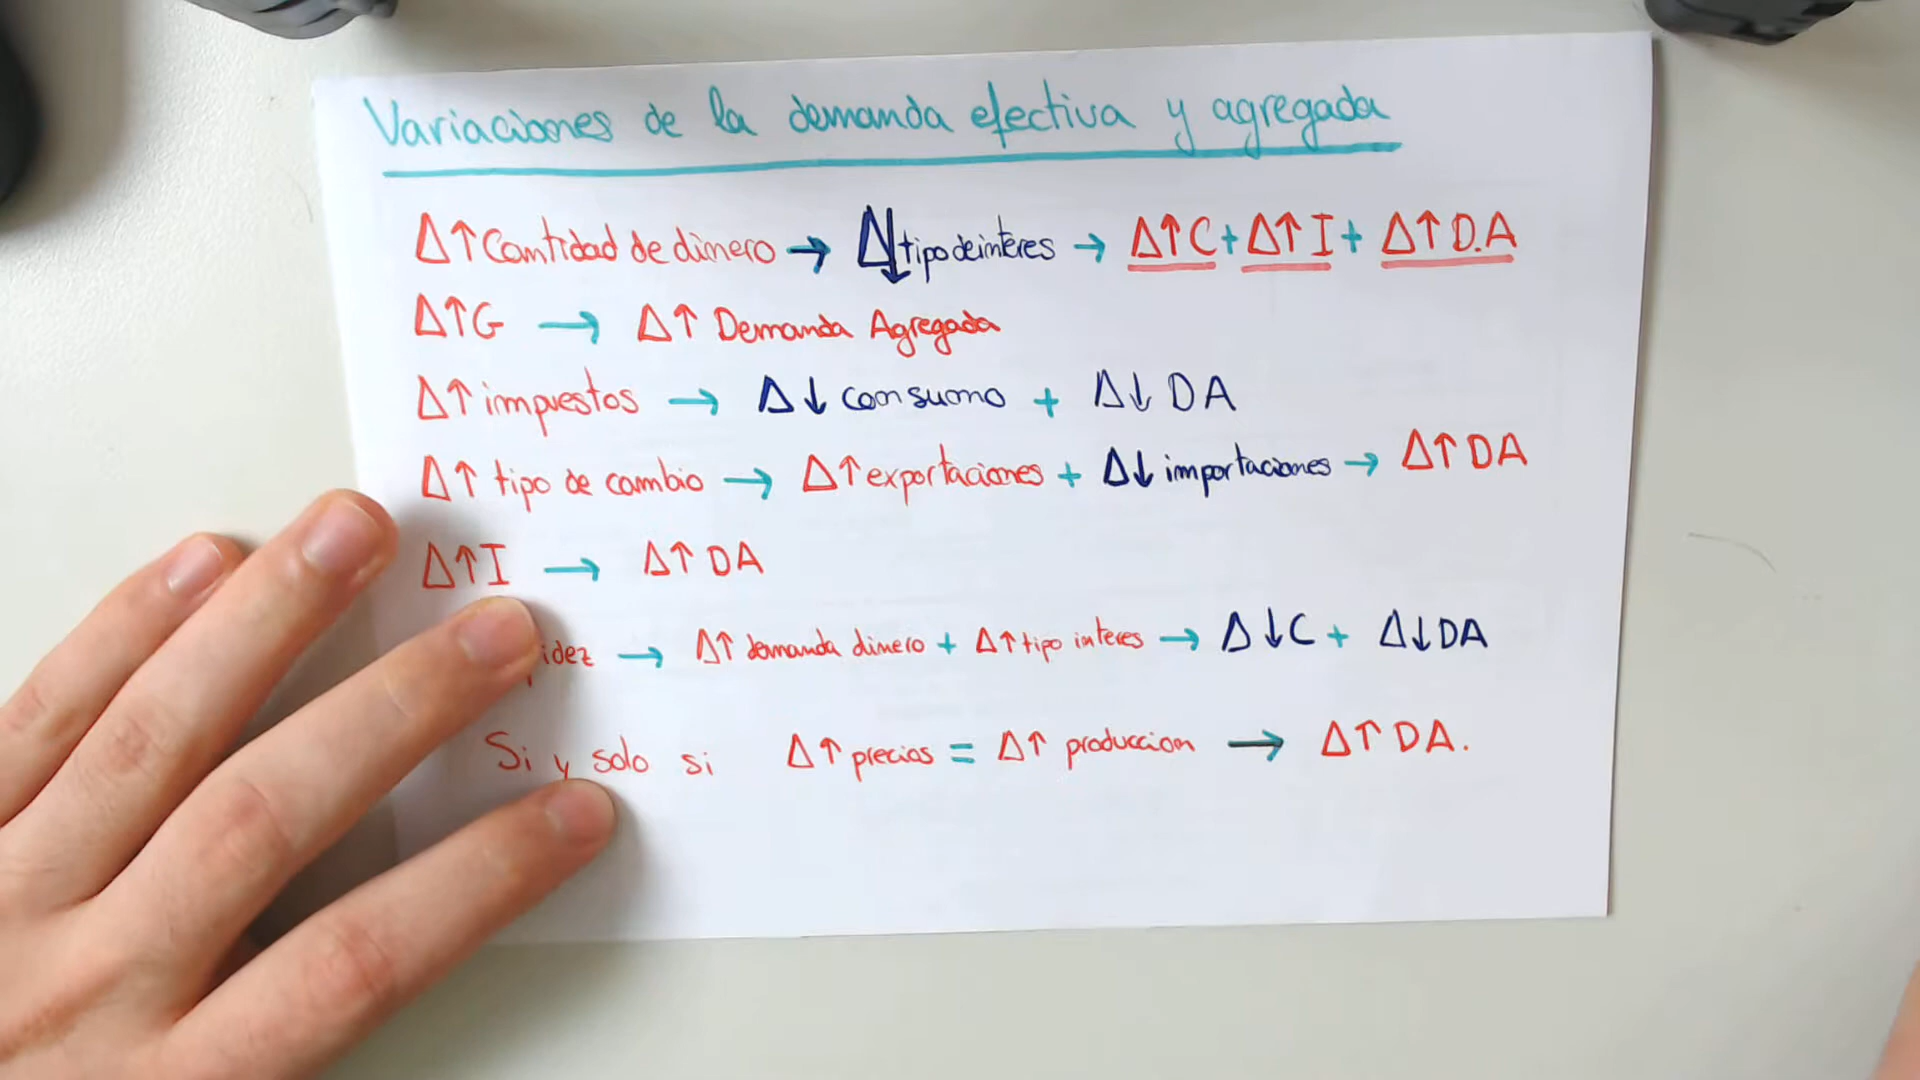 Variaciones de la demanda efectiva y agregada
Δ↑ Cantidad de dinero → Δ↓ tipo de interes → Δ↑C + Δ↑I + Δ↑D.A
Δ↑G → Δ↑ Demanda Agregada
Δ↑ impuestos → Δ↓ consumo + Δ↓ DA
Δ↑ tipo de cambio → Δ↑ exportaciones + Δ↓ importaciones → Δ↑ DA
Δ↑I → Δ↑ DA
→ Δ↑ demanda dinero + Δ↑ tipo interes → Δ↓C + Δ↓DA
Si y solo si Δ↑ precios = Δ↑ produccion → Δ↑ DA.